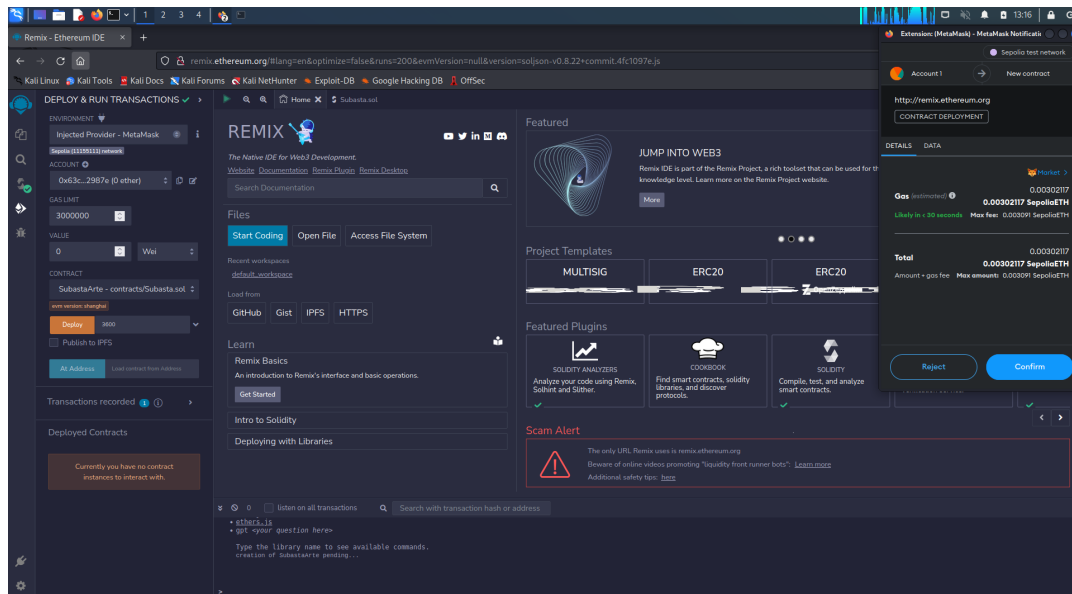 1 2 3 4
13:16
Remix - Ethereum IDE
Extension: (MetaMask) - MetaMask Notificatic
remix.ethereum.org/#lang=en&optimize=false&runs=200&evmVersion=null&version=soljson-v0.8.22+commit.4fc1097e.js
Kali Linux Kali Tools Kali Docs Kali Forums Kali NetHunter Exploit-DB Google Hacking DB OffSec
DEPLOY & RUN TRANSACTIONS
ENVIRONMENT
Injected Provider - MetaMask
Sepolia (11155111) network
ACCOUNT
0x63c...2987e (0 ether)
GAS LIMIT
3000000
VALUE
0 Wei
CONTRACT
SubastaArte - contracts/Subasta.sol
evm version: shanghai
Deploy 3600
Publish to IPFS
At Address Load contract from Address
Transactions recorded 1
Deployed Contracts
Currently you have no contract
instances to interact with.
Home Subasta.sol
REMIX
The Native IDE for Web3 Development.
Website Documentation Remix Plugin Remix Desktop
Search Documentation
Files
Start Coding Open File Access File System
Recent workspaces
default_workspace
Load from
GitHub Gist IPFS HTTPS
Learn
Remix Basics
An introduction to Remix's interface and basic operations.
Get Started
Intro to Solidity
Deploying with Libraries
Featured
JUMP INTO WEB3
Remix IDE is part of the Remix Project, a rich toolset that can be used for th
knowledge level. Learn more on the Remix Project website.
More
Project Templates
MULTISIG ERC20 ERC20
Featured Plugins
SOLIDITY ANALYZERS
Analyze your code using Remix,
Solhint and Slither.
COOKBOOK
Find smart contracts, solidity
libraries, and discover
protocols.
SOLIDITY
Compile, test, and analyze
smart contracts.
Scam Alert
The only URL Remix uses is remix.ethereum.org
Beware of online videos promoting "liquidity front runner bots": Learn more
Additional safety tips: here
0 listen on all transactions Search with transaction hash or address
ethers.js
gpt <your question here>
Type the library name to see available commands.
creation of SubastaArte pending...
>
Sepolia test network
Account 1 New contract
http://remix.ethereum.org
CONTRACT DEPLOYMENT
DETAILS DATA
Market >
Gas (estimated) 0.00302117
0.00302117 SepoliaETH
Likely in < 30 seconds Max fee: 0.003091 SepoliaETH
Total 0.00302117
0.00302117 SepoliaETH
Amount + gas fee Max amount: 0.003091 SepoliaETH
Reject Confirm